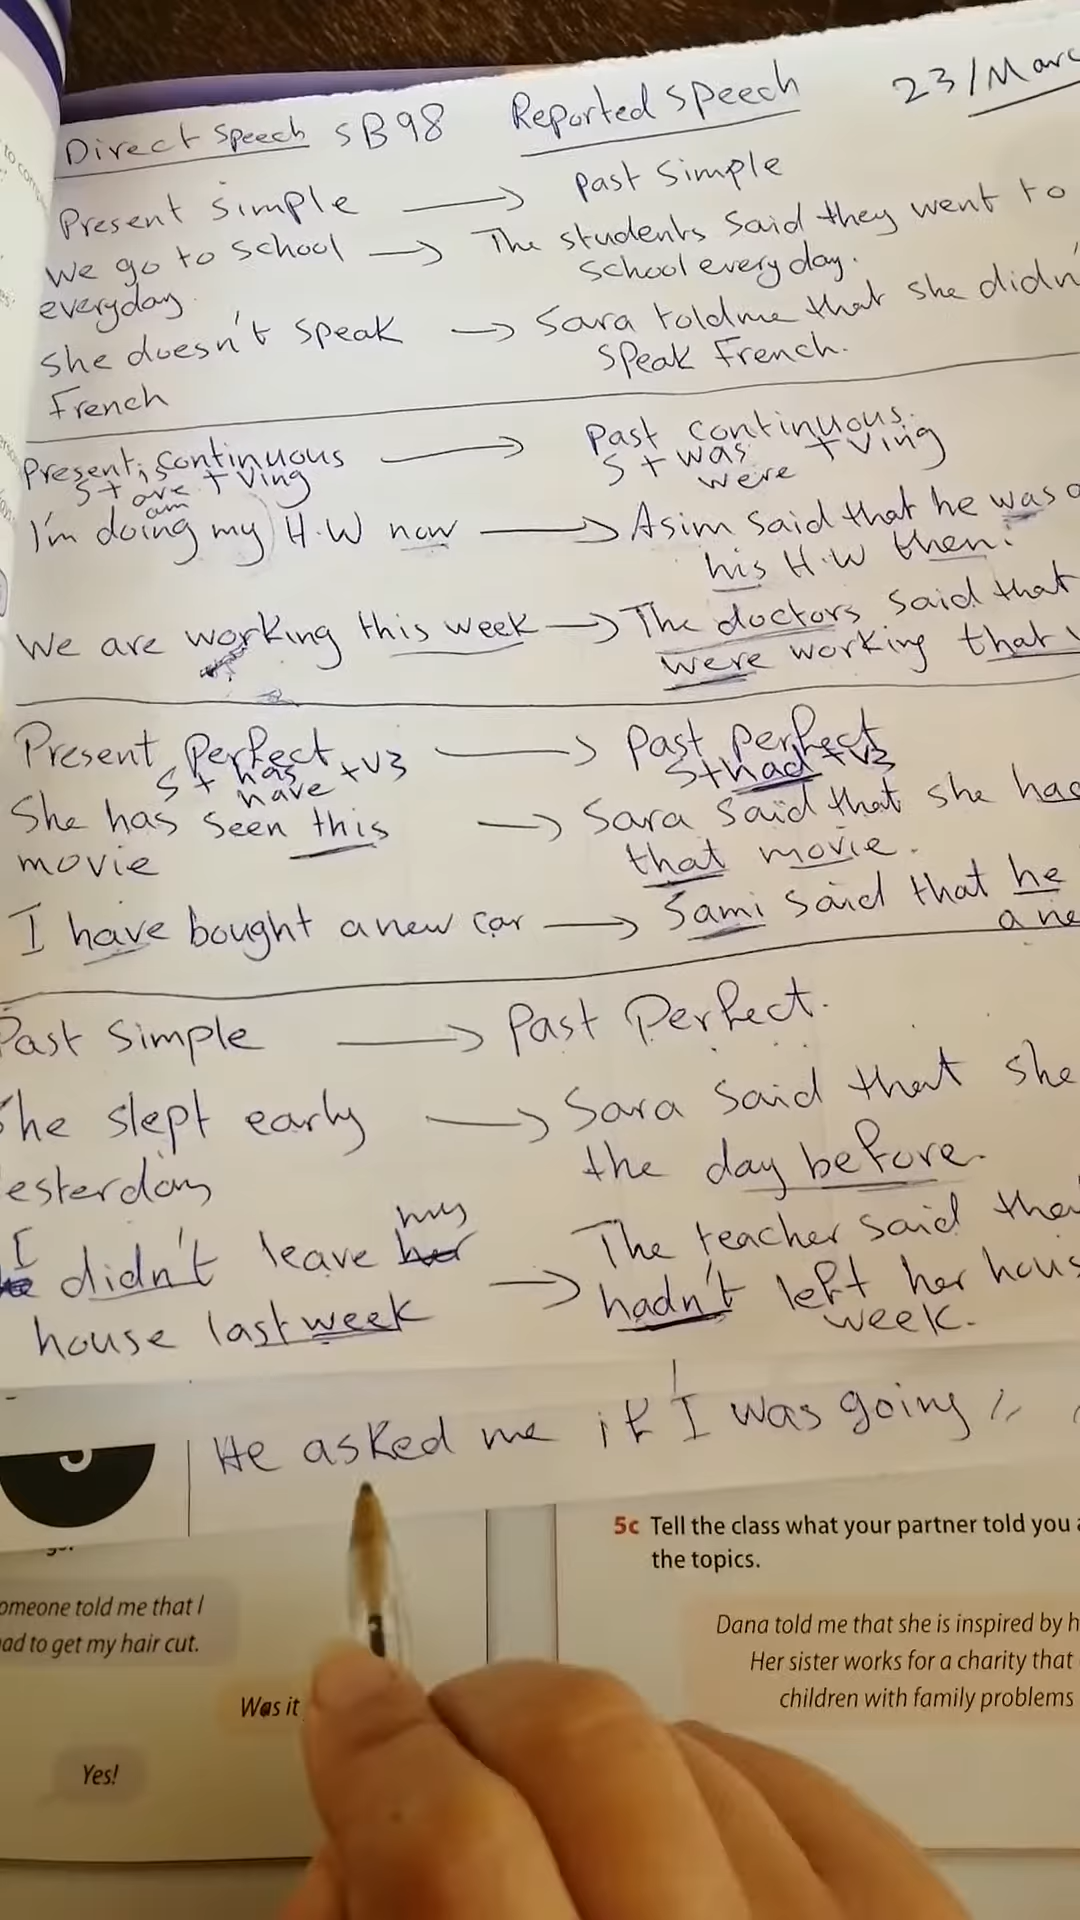 Direct Speech SB98 Reported Speech 23/Marc
Present Simple → Past Simple
We go to school → The students said they went to
everyday. school every day.
She doesn't speak → Sara told me that she didn'
French speak French.
Present continuous → Past continuous.
S + is are am + Ving S + was were + Ving
I'm doing my H.W now → Asim said that he was
his H.W then.
We are working this week → The doctors said that
were working that
Present Perfect → Past perfect
S + has have + V3 S + had + V3
She has seen this → Sara said that she has
movie that movie.
I have bought a new car → Sami said that he
a ne
Past Simple → Past Perfect.
She slept early → Sara said that she
esterday the day before.
I didn't leave my → The teacher said tha
house last week hadn't left her hous
week.
He asked me if I was going
5c Tell the class what your partner told you a
the topics.
omeone told me that I
ad to get my hair cut.
Was it
Yes!
Dana told me that she is inspired by h
Her sister works for a charity that
children with family problems